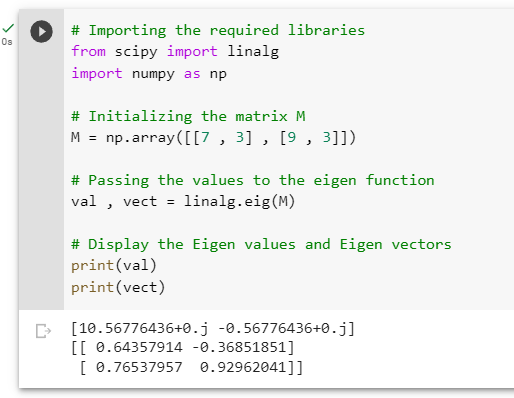 # Importing the required libraries
from scipy import linalg
import numpy as np
# Initializing the matrix M
M = np.array([[7 , 3] , [9 , 3]])
# Passing the values to the eigen function
val , vect = linalg.eig(M)
# Display the Eigen values and Eigen vectors
print(val)
print(vect)
0s
[10.56776436+0.j -0.56776436+0.j]
[[ 0.64357914 -0.36851851]
 [ 0.76537957  0.92962041]]